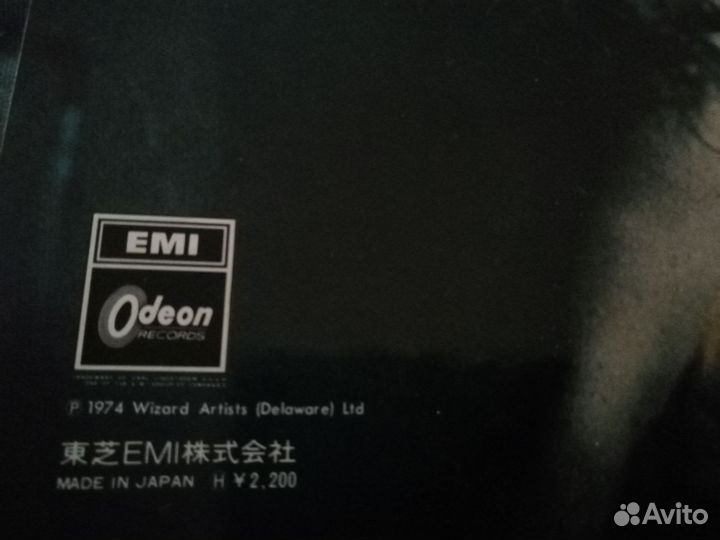 EMI
Odeon
RECORDS
Ⓟ 1974 Wizard Artists (Delaware) Ltd
東芝EMI株式会社
MADE IN JAPAN H ¥2,200
Avito